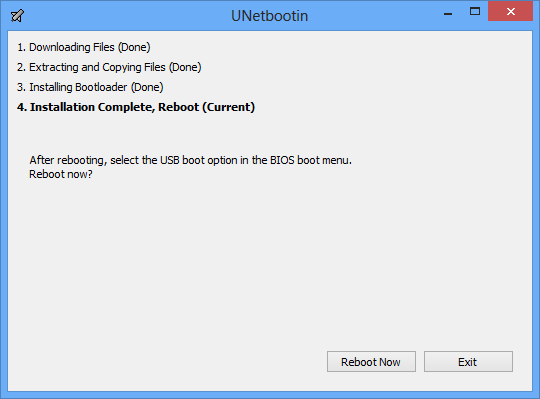 UNetbootin
1. Downloading Files (Done)
2. Extracting and Copying Files (Done)
3. Installing Bootloader (Done)
4. Installation Complete, Reboot (Current)
After rebooting, select the USB boot option in the BIOS boot menu.
Reboot now?
Reboot Now
Exit